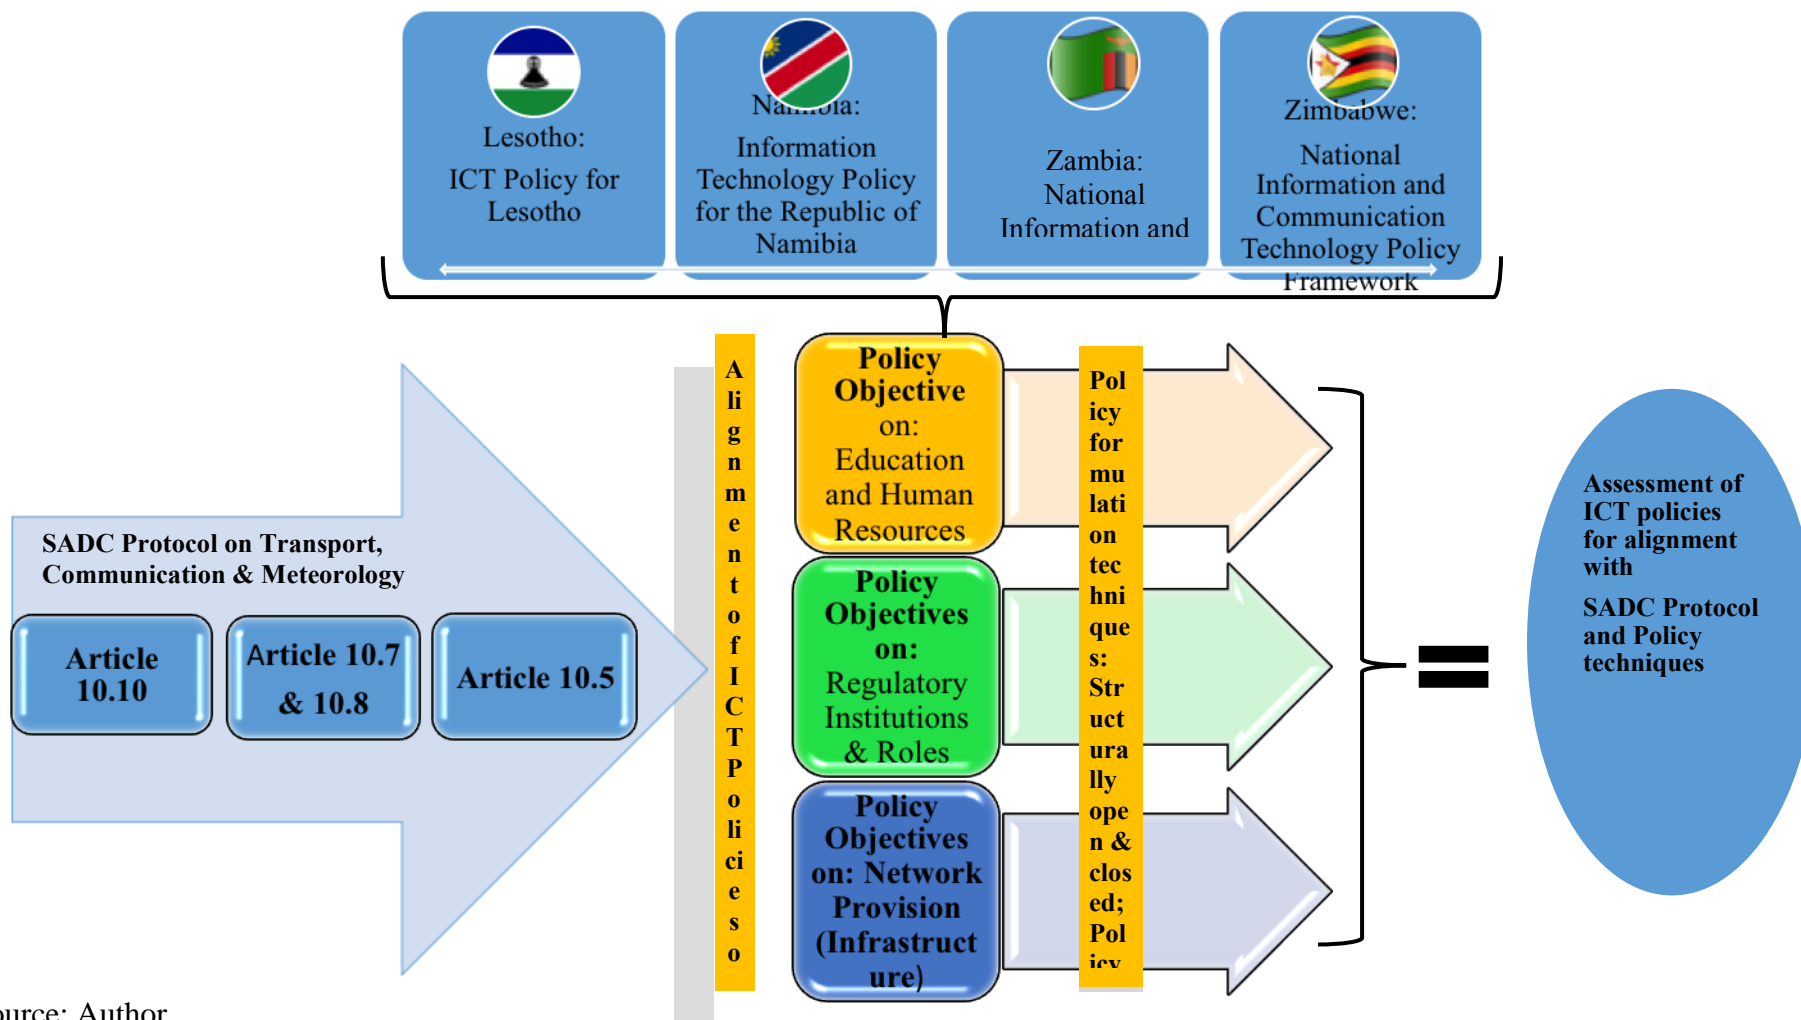 Lesotho:
ICT Policy for
Lesotho
Namibia:
Information
Technology Policy
for the Republic of
Namibia
Zambia:
National
Information and
Zimbabwe:
National
Information and
Communication
Technology Policy
Framework
SADC Protocol on Transport,
Communication & Meteorology
Article
10.10
Article 10.7
& 10.8
Article 10.5
A
li
g
n
m
e
n
t
o
f
I
C
T
P
o
li
ci
e
s
o
Policy
Objective
on:
Education
and Human
Resources
Policy
Objectives
on:
Regulatory
Institutions
& Roles
Policy
Objectives
on: Network
Provision
(Infrastruct
ure)
Pol
icy
for
mu
lati
on
tec
hni
que
s:
Str
uct
ura
lly
ope
n &
clos
ed;
Pol
icy
Assessment of
ICT policies
for alignment
with
SADC Protocol
and Policy
techniques
ource: Author